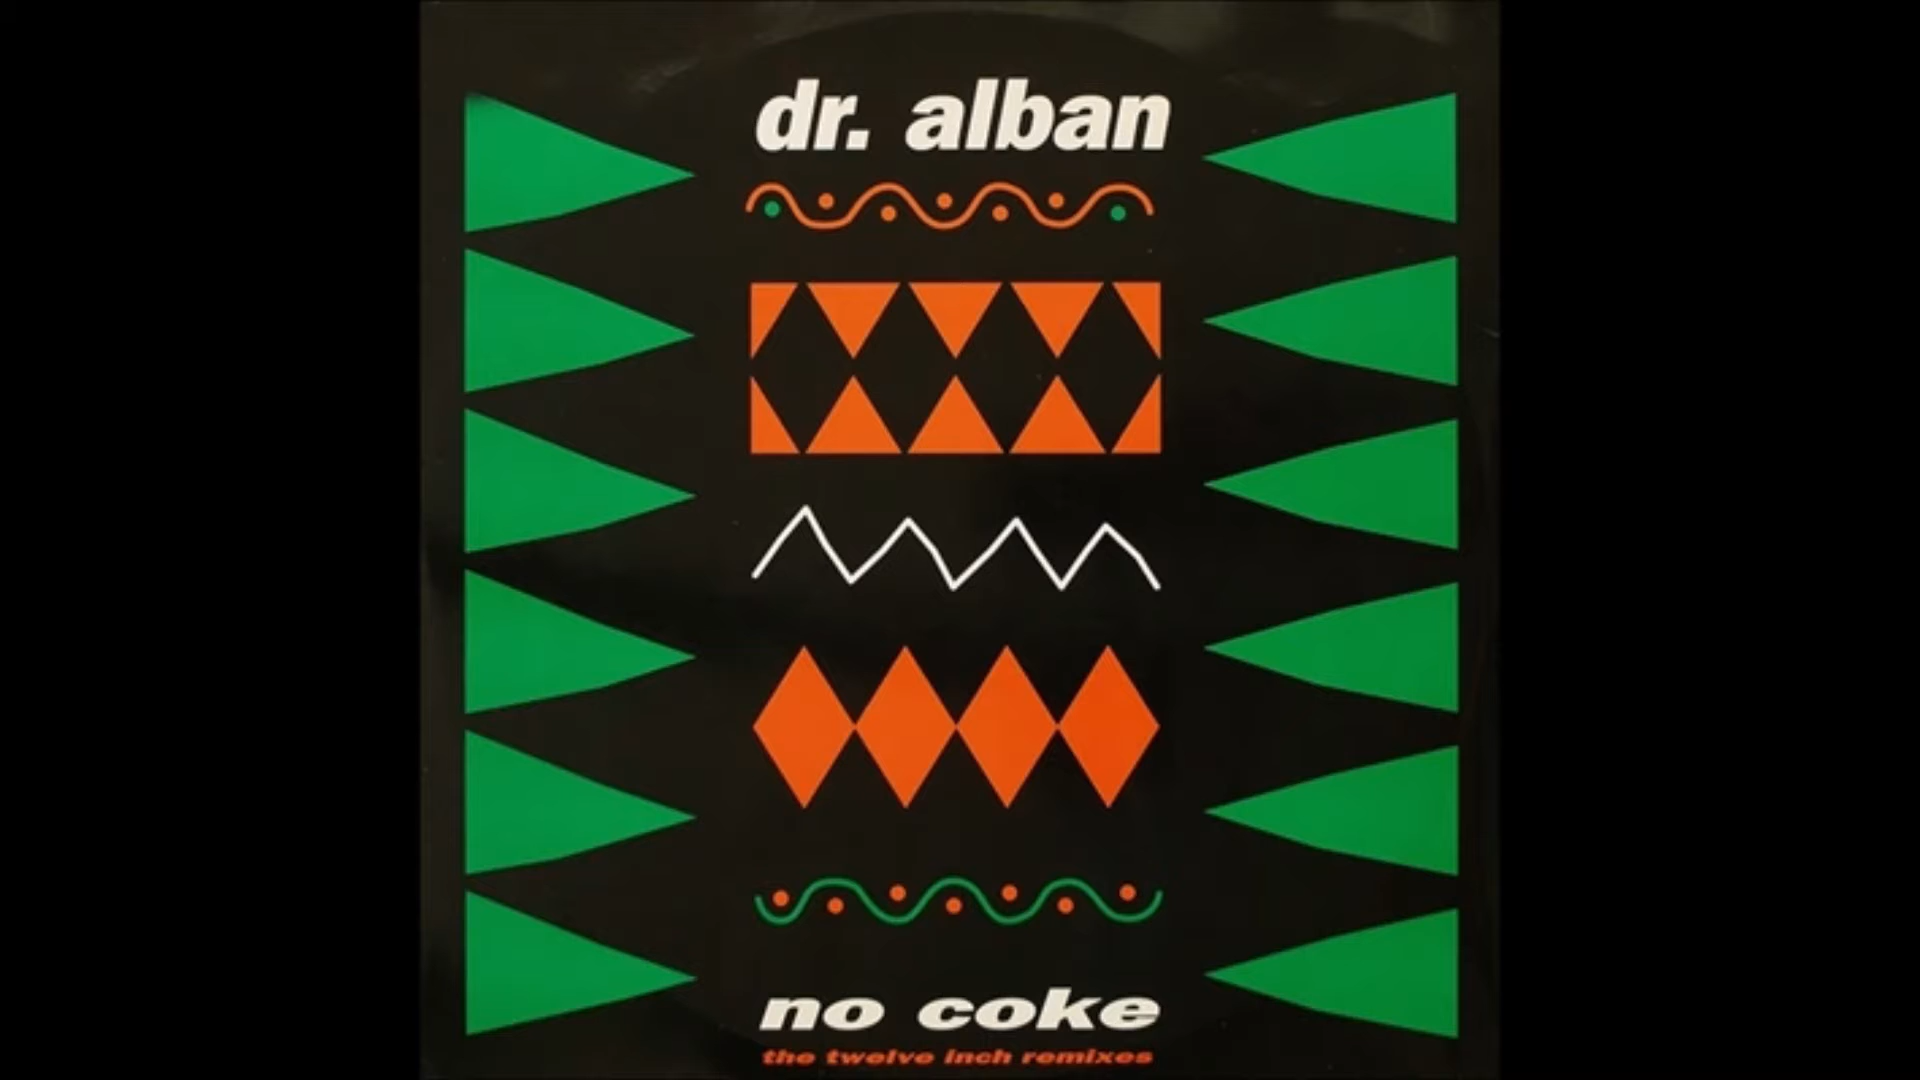 dr. alban
no coke
the twelve inch remixes